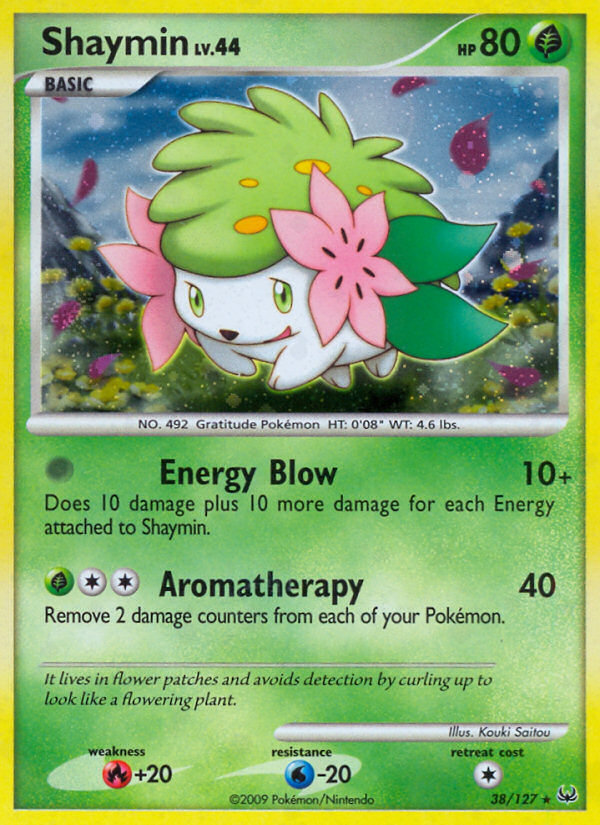 Shaymin LV.44
HP 80
BASIC
NO. 492 Gratitude Pokémon HT: 0'08" WT: 4.6 lbs.
Energy Blow 10+
Does 10 damage plus 10 more damage for each Energy
attached to Shaymin.
Aromatherapy 40
Remove 2 damage counters from each of your Pokémon.
It lives in flower patches and avoids detection by curling up to
look like a flowering plant.
Illus. Kouki Saitou
weakness resistance retreat cost
+20 -20
©2009 Pokémon/Nintendo 38/127 ★